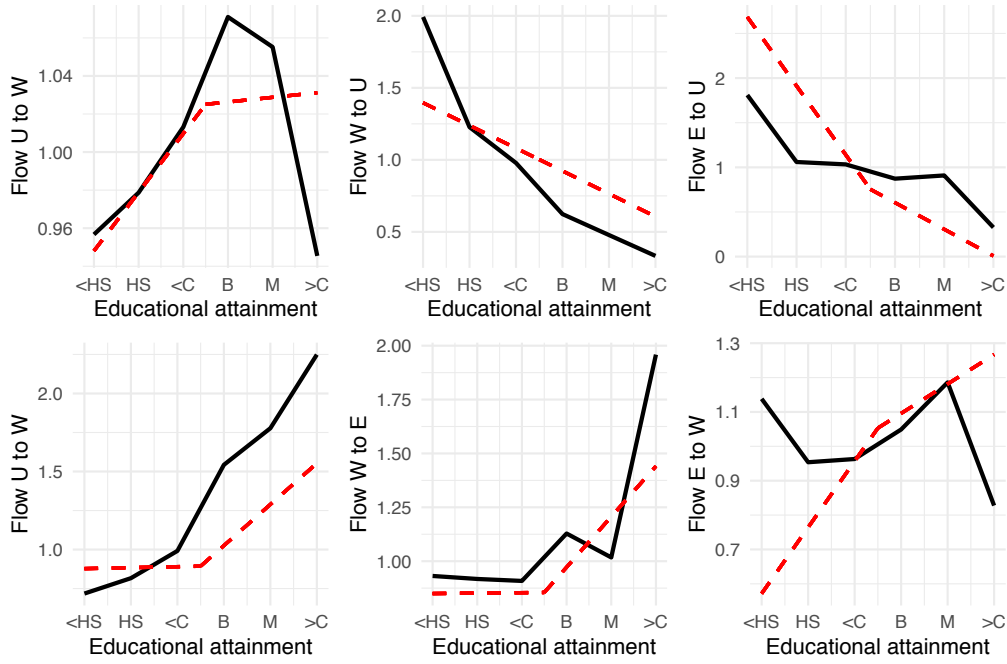 Flow U to W
1.04
1.00
0.96
<HS HS <C B M >C
Educational attainment
Flow W to U
2.0
1.5
1.0
0.5
<HS HS <C B M >C
Educational attainment
Flow E to U
2
1
0
<HS HS <C B M >C
Educational attainment
Flow U to W
2.0
1.5
1.0
<HS HS <C B M >C
Educational attainment
Flow W to E
2.00
1.75
1.50
1.25
1.00
<HS HS <C B M >C
Educational attainment
Flow E to W
1.3
1.1
0.9
0.7
<HS HS <C B M >C
Educational attainment